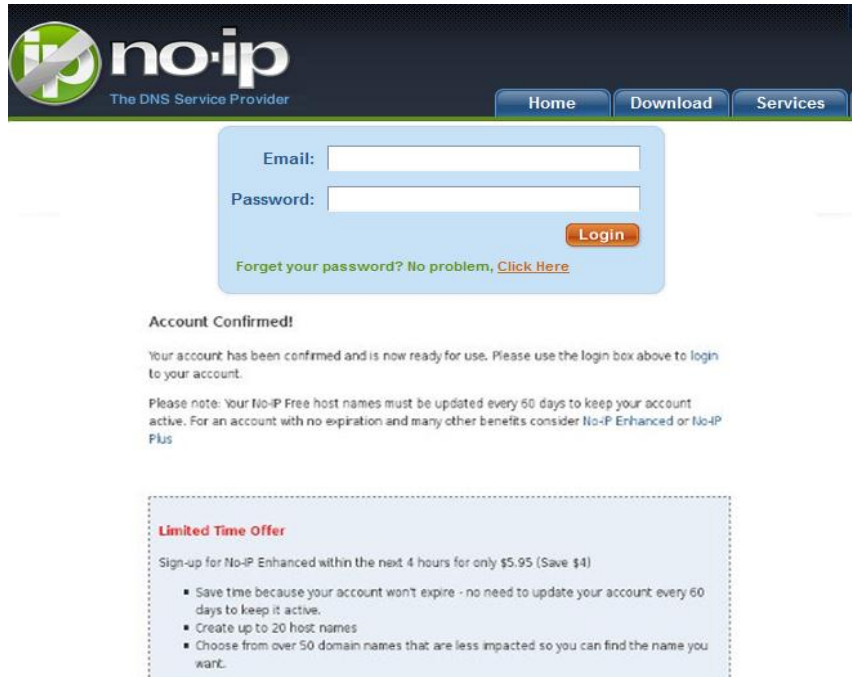 ip no·ip
The DNS Service Provider
Home Download Services
Email:
Password:
Login
Forget your password? No problem, Click Here
Account Confirmed!
Your account has been confirmed and is now ready for use. Please use the login box above to login
to your account.
Please note: Your No-IP Free host names must be updated every 60 days to keep your account
active. For an account with no expiration and many other benefits consider No-IP Enhanced or No-IP
Plus
Limited Time Offer
Sign-up for No-IP Enhanced within the next 4 hours for only $5.95 (Save $4)
▪ Save time because your account won't expire - no need to update your account every 60
days to keep it active.
▪ Create up to 20 host names
▪ Choose from over 50 domain names that are less impacted so you can find the name you
want.